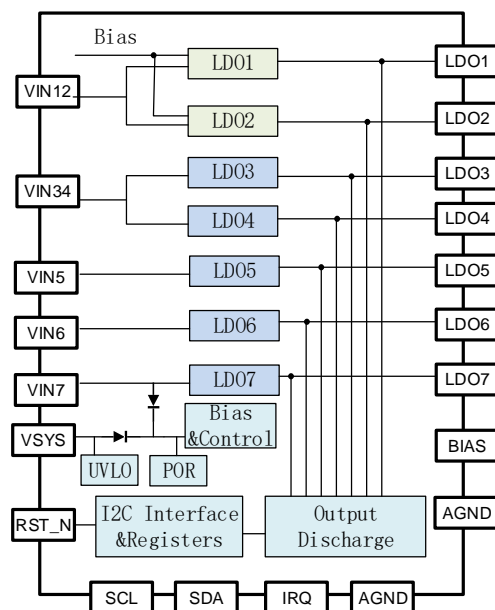 Bias
LDO1
LDO1
VIN12
LDO2
LDO2
LDO3
LDO3
VIN34
LDO4
LDO4
VIN5
LDO5
LDO5
VIN6
LDO6
LDO6
VIN7
LDO7
LDO7
Bias
&Control
VSYS
BIAS
UVLO
POR
RST_N
I2C Interface
&Registers
Output
Discharge
AGND
SCL
SDA
IRQ
AGND